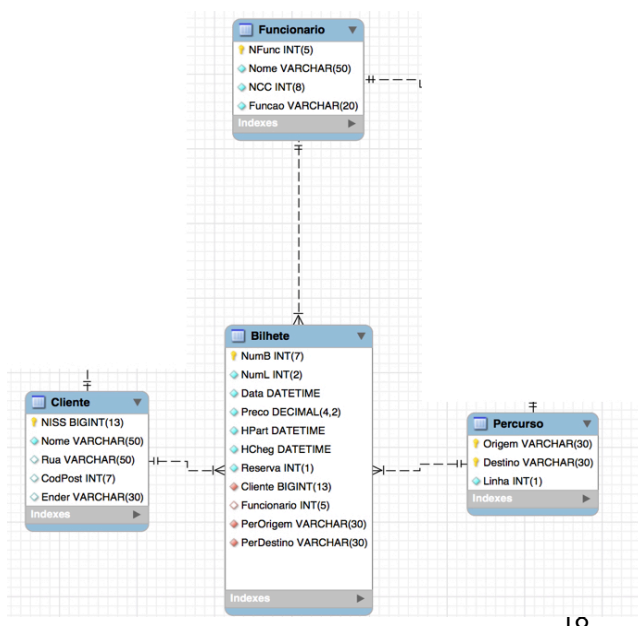 Funcionario
NFunc INT(5)
Nome VARCHAR(50)
NCC INT(8)
Funcao VARCHAR(20)
Indexes
Bilhete
NumB INT(7)
NumL INT(2)
Data DATETIME
Preco DECIMAL(4,2)
HPart DATETIME
HCheg DATETIME
Reserva INT(1)
Cliente BIGINT(13)
Funcionario INT(5)
PerOrigem VARCHAR(30)
PerDestino VARCHAR(30)
Indexes
Cliente
NISS BIGINT(13)
Nome VARCHAR(50)
Rua VARCHAR(50)
CodPost INT(7)
Ender VARCHAR(30)
Indexes
Percurso
Origem VARCHAR(30)
Destino VARCHAR(30)
Linha INT(1)
Indexes